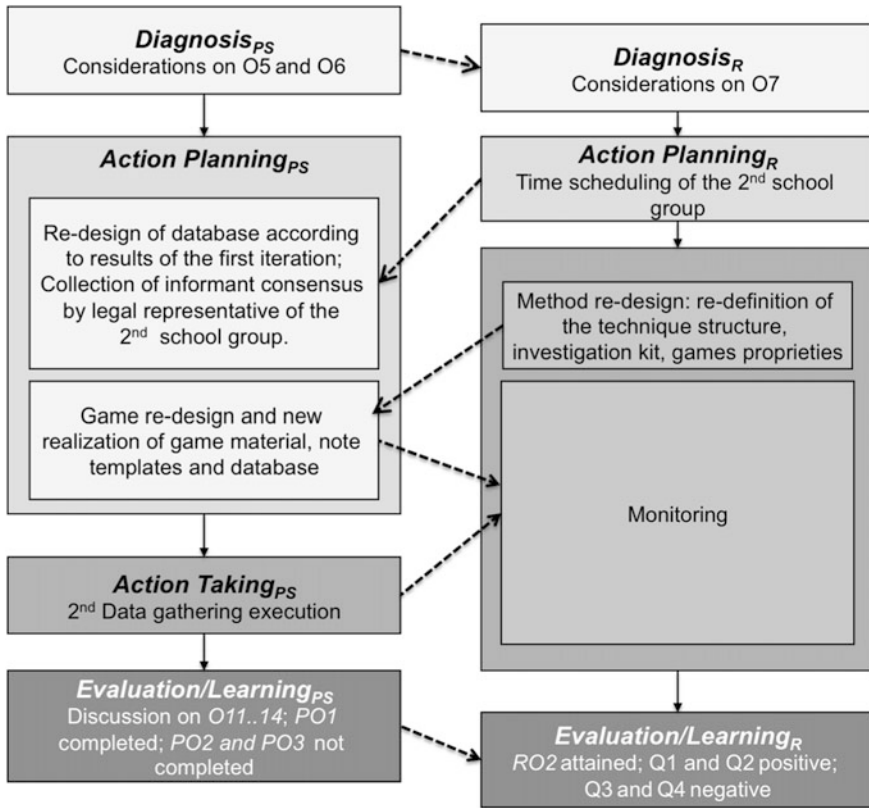 Diagnosis_PS
Considerations on O5 and O6
Diagnosis_R
Considerations on O7
Action Planning_PS
Re-design of database according
to results of the first iteration;
Collection of informant consensus
by legal representative of the
2nd school group.
Game re-design and new
realization of game material, note
templates and database
Action Planning_R
Time scheduling of the 2nd school
group
Method re-design: re-definition of
the technique structure,
investigation kit, games proprieties
Monitoring
Action Taking_PS
2nd Data gathering execution
Evaluation/Learning_PS
Discussion on O11..14; PO1
completed; PO2 and PO3 not
completed
Evaluation/Learning_R
RO2 attained; Q1 and Q2 positive;
Q3 and Q4 negative